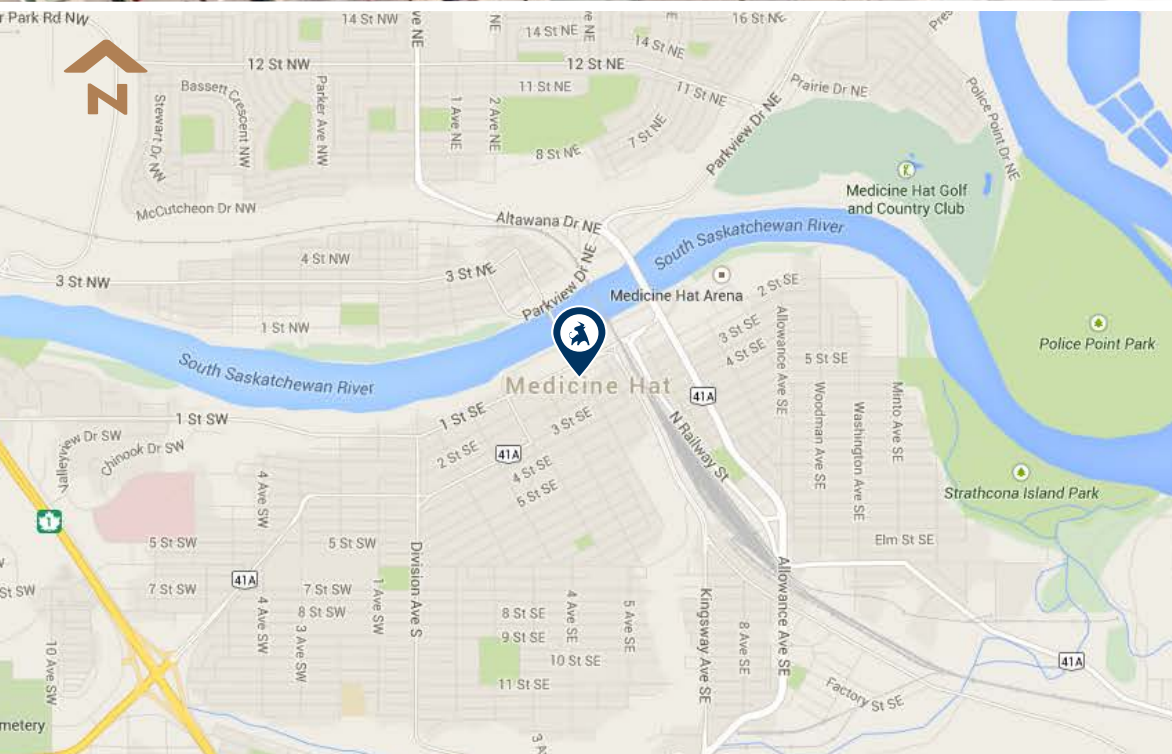 r Park Rd NW
14 St NW
ve NE
NE
14 St NE
ve NE
16 St NE
14 St NE
Pres
N
12 St NW
12 St NE
Bassett Crescent NW
Parker Ave NW
Stewart Dr NW
1 Ave NE
2 Ave NE
11 St NE
11 St NE
Prairie Dr NE
Police Point Dr NE
7 St NE
8 St NE
Parkview Dr NE
McCutcheon Dr NW
Medicine Hat Golf
and Country Club
Altawana Dr NE
South Saskatchewan River
4 St NW
3 St NE
3 St NW
Parkview Dr NE
Medicine Hat Arena
2 St SE
1 St NW
3 St SE
4 St SE
Allowance Ave SE
Police Point Park
5 St SE
South Saskatchewan River
Medicine Hat
41A
Woodman Ave SE
Washington Ave SE
Minto Ave SE
1 St SW
1 St SE
3 St SE
N Railway St
Valleyview Dr SW
Chinook Dr SW
2 St SE
41A
4 St SE
5 St SE
4 Ave SW
Strathcona Island Park
1
5 St SW
5 St SW
Division Ave S
Elm St SE
41A
7 St SW
St SW
7 St SW
8 St SW
1 Ave SW
3 Ave SW
4 Ave SW
10 Ave SW
8 St SE
9 St SE
10 St SE
11 St SE
4 Ave SE
5 Ave SE
Kingsway Ave SE
8 Ave SE
Allowance Ave SE
41A
Factory St SE
metery
3 A